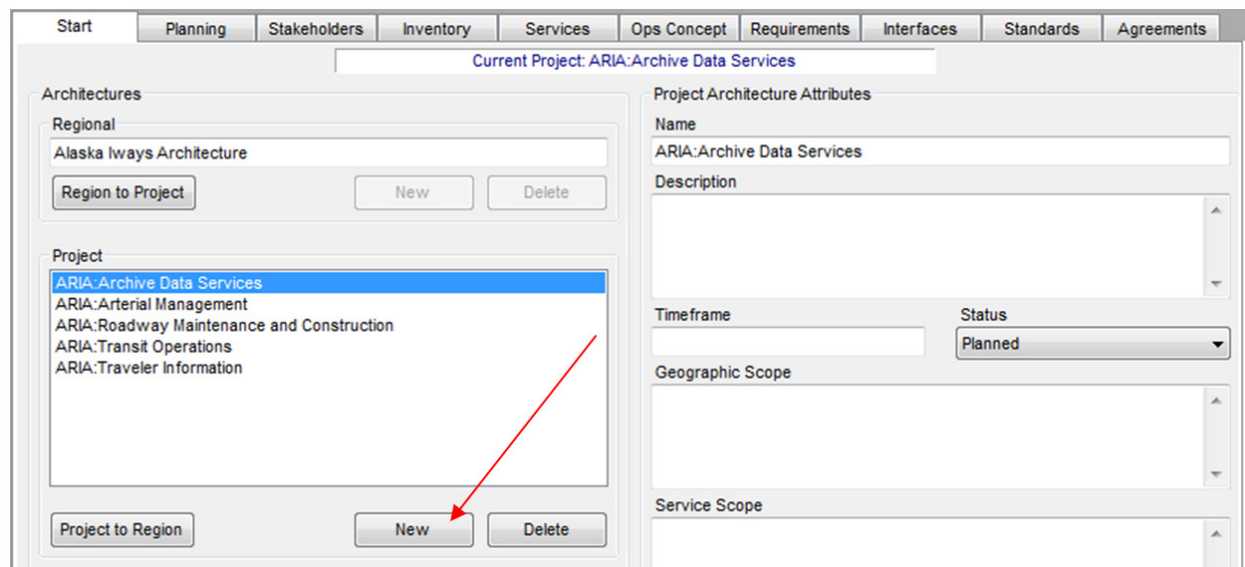 Start Planning Stakeholders Inventory Services Ops Concept Requirements Interfaces Standards Agreements
Current Project: ARIA:Archive Data Services
Architectures
Regional
Alaska Iways Architecture
Region to Project New Delete
Project
ARIA:Archive Data Services
ARIA:Arterial Management
ARIA:Roadway Maintenance and Construction
ARIA:Transit Operations
ARIA:Traveler Information
Project to Region New Delete
Project Architecture Attributes
Name
ARIA:Archive Data Services
Description
Timeframe Status
Planned
Geographic Scope
Service Scope